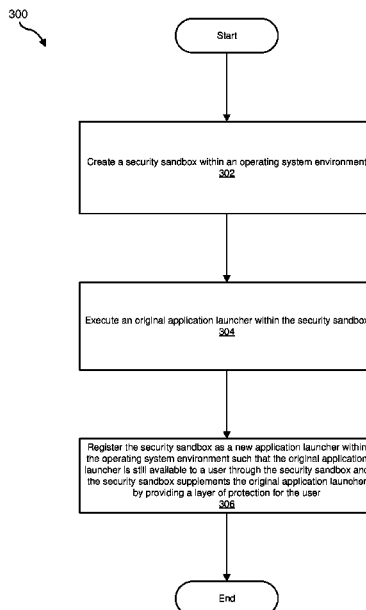 300
Start
Create a security sandbox within an operating system environment
302
Execute an original application launcher within the security sandbox
304
Register the security sandbox as a new application launcher within
the operating system environment such that the original application
launcher is still available to a user through the security sandbox and
the security sandbox supplements the original application launcher
by providing a layer of protection for the user
306
End